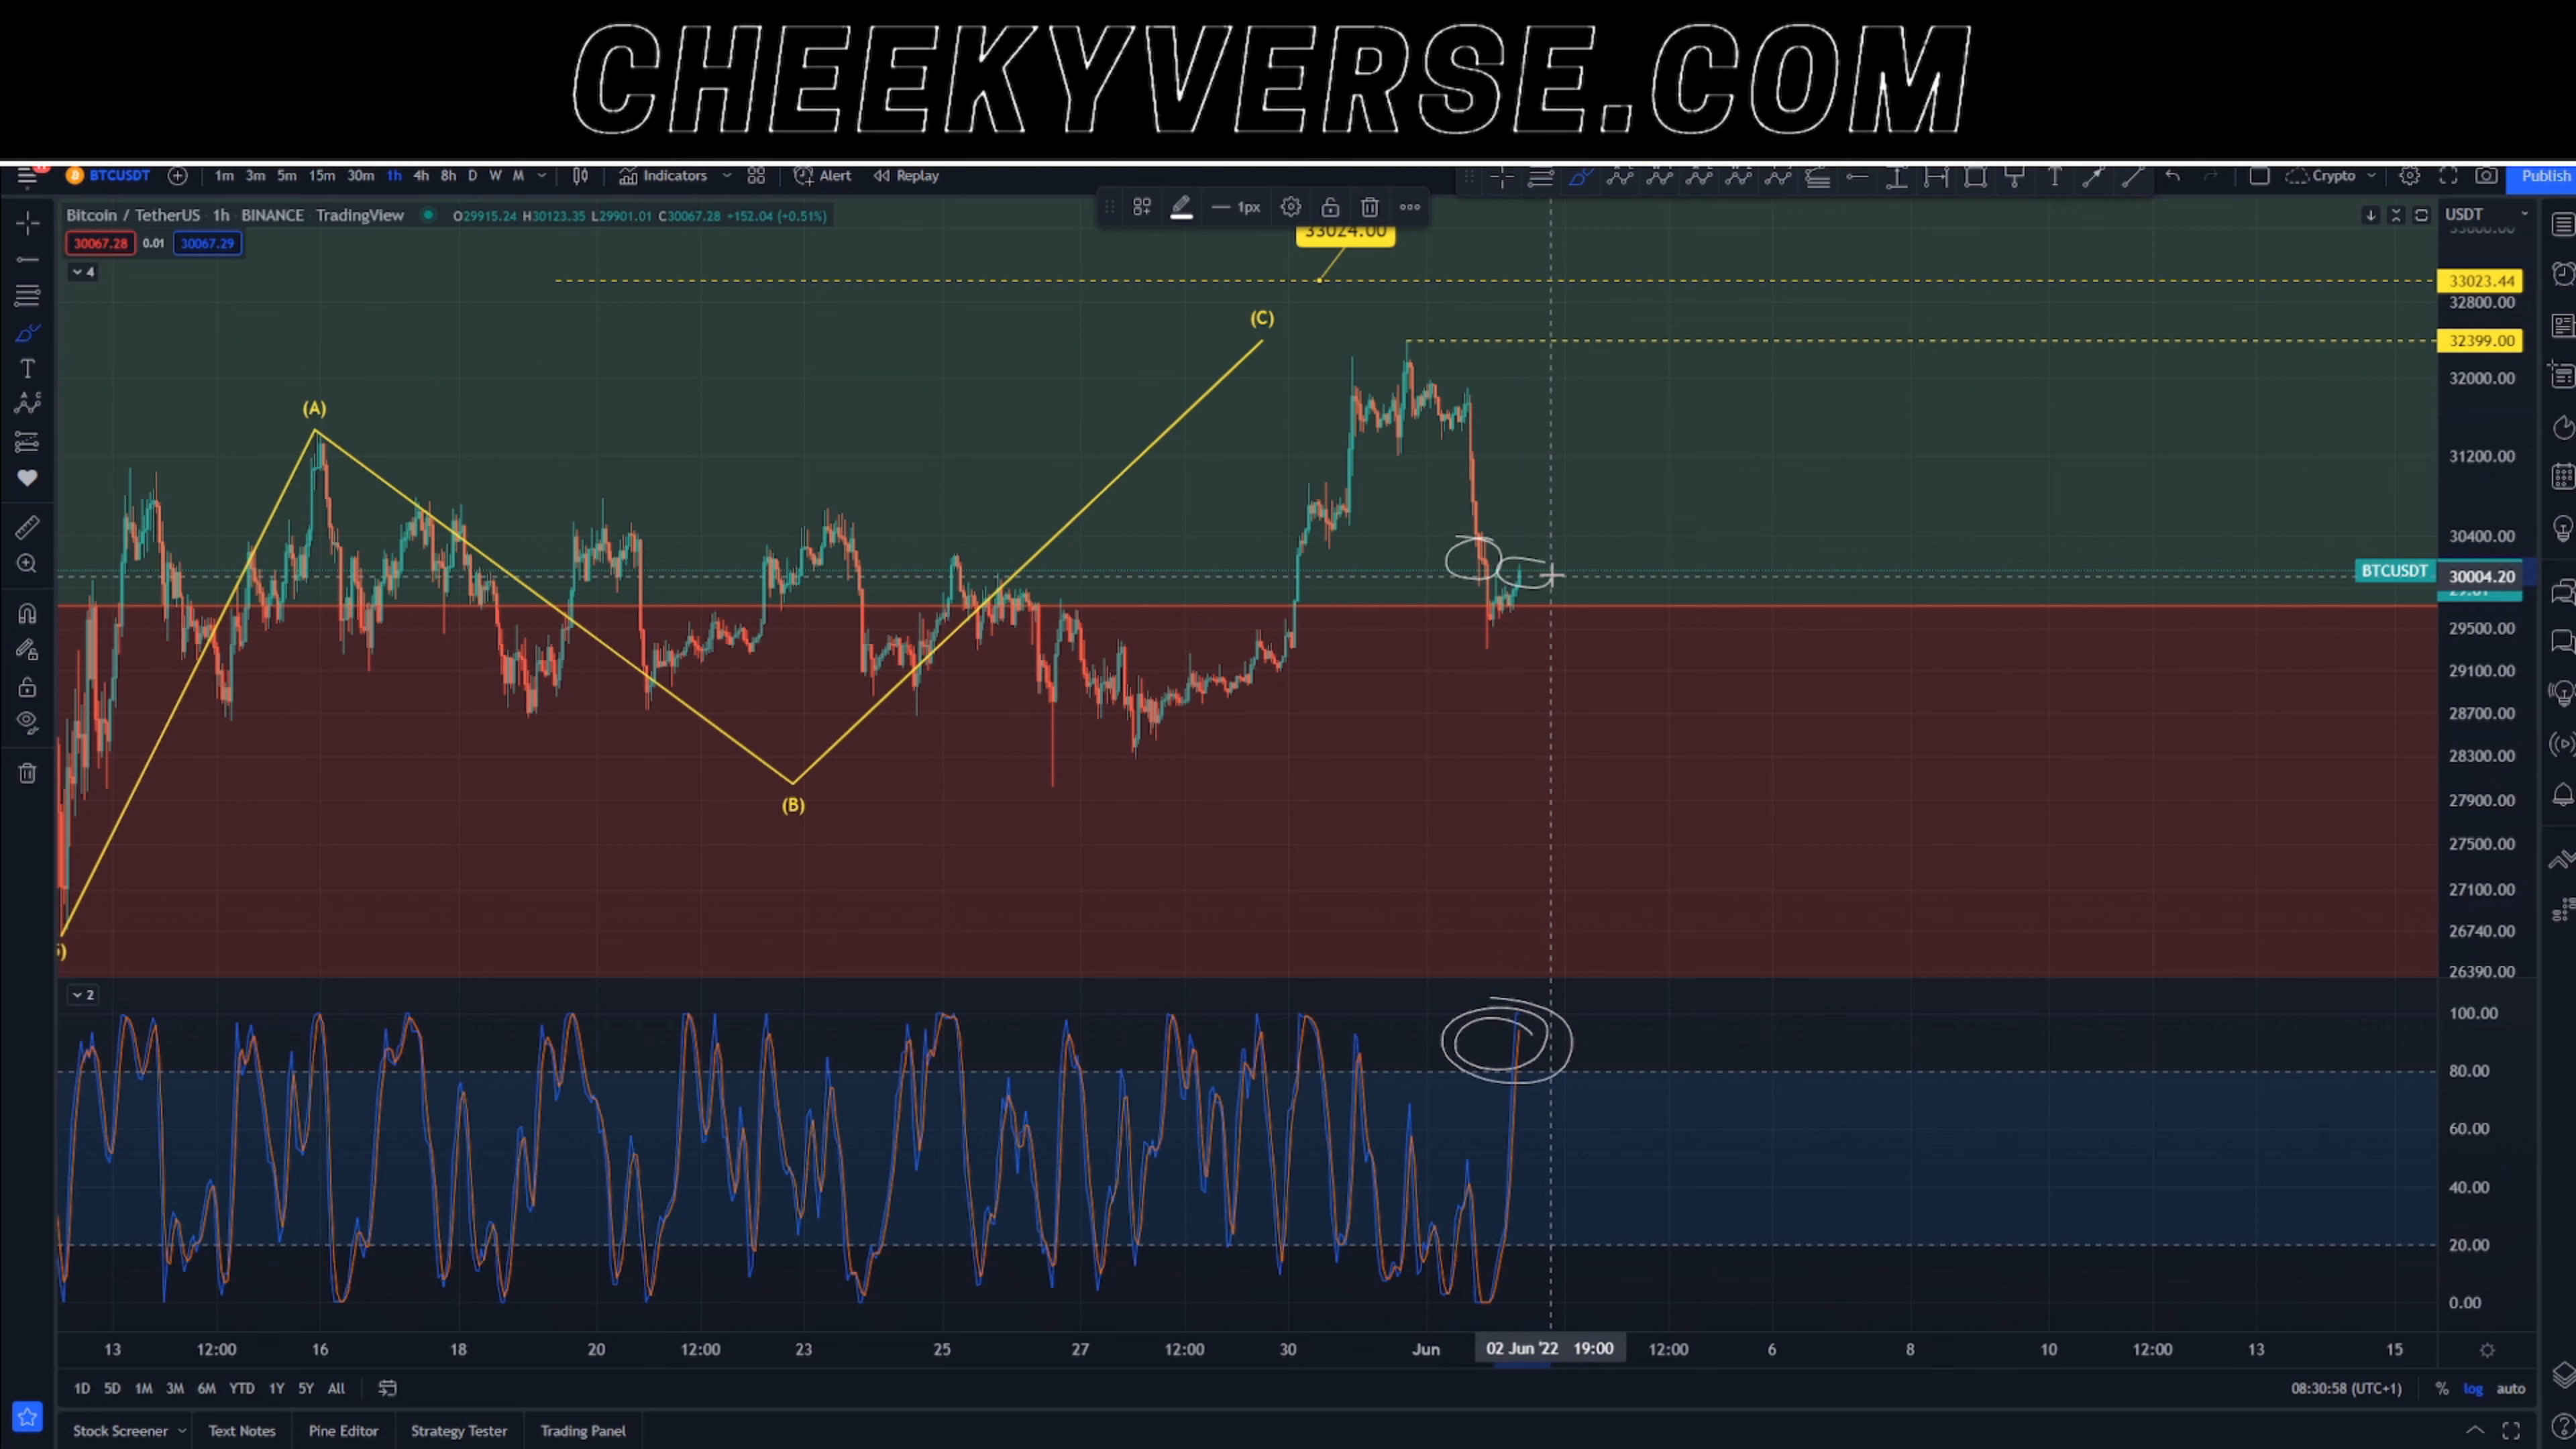 CHEEKYVERSE.COM
BTCUSDT 1m 3m 5m 15m 30m 1h 4h 8h D W M Indicators Alert Replay Crypto Publish
Bitcoin / TetherUS · 1h · BINANCE · TradingView O29915.24 H30123.35 L29901.01 C30067.28 +152.04 (+0.51%) 1px USDT
30067.28 0.01 30067.29
33024.00
4
33023.44
32800.00
(C)
32399.00
32000.00
(A)
31200.00
30400.00
BTCUSDT 30004.20
29500.00
29100.00
28700.00
28300.00
(B)
27900.00
27500.00
27100.00
26740.00
26390.00
2
100.00
80.00
60.00
40.00
20.00
0.00
13 12:00 16 18 20 12:00 23 25 27 12:00 30 Jun 02 Jun '22 19:00 12:00 6 8 10 12:00 13 15
1D 5D 1M 3M 6M YTD 1Y 5Y All 08:30:58 (UTC+1) % log auto
Stock Screener Text Notes Pine Editor Strategy Tester Trading Panel